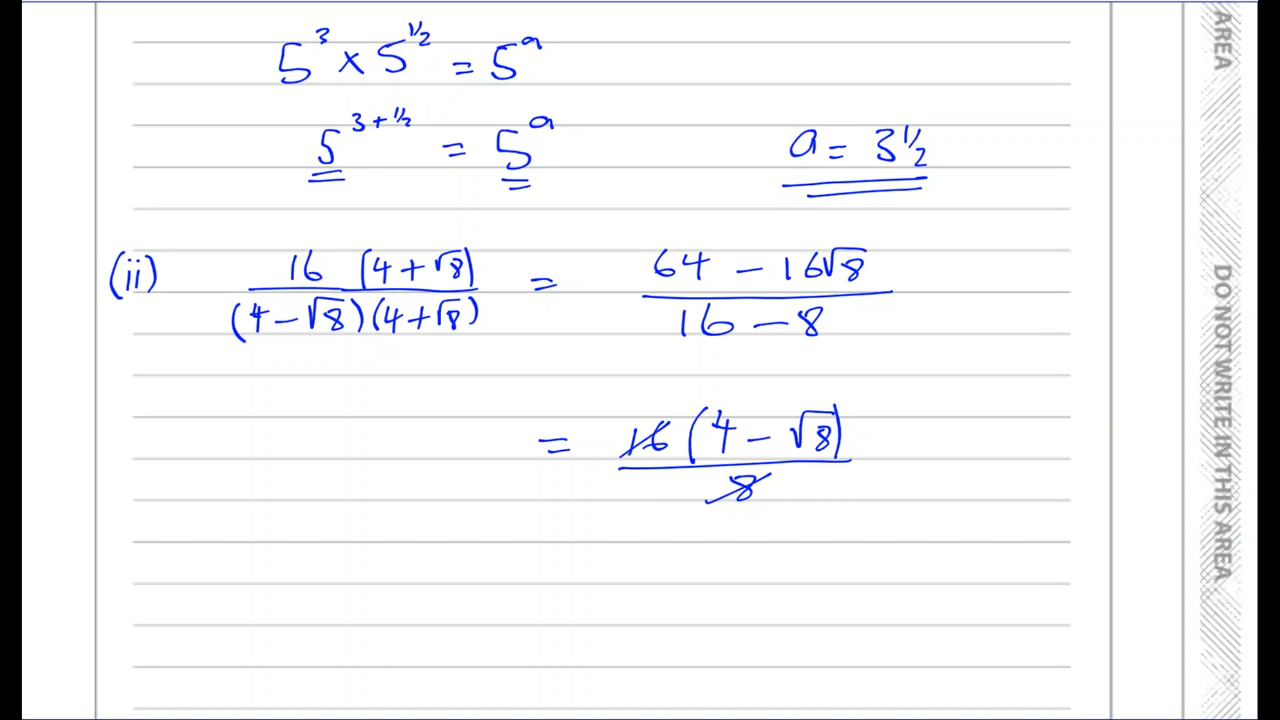 5³ × 5^½ = 5^a
5^(3+½) = 5^a a = 3½
(ii) 16 (4 + √8) / (4 − √8)(4 + √8) = 64 − 16√8 / 16 − 8
= 16 (4 − √8) / 8
AREA
DO NOT WRITE IN THIS AREA